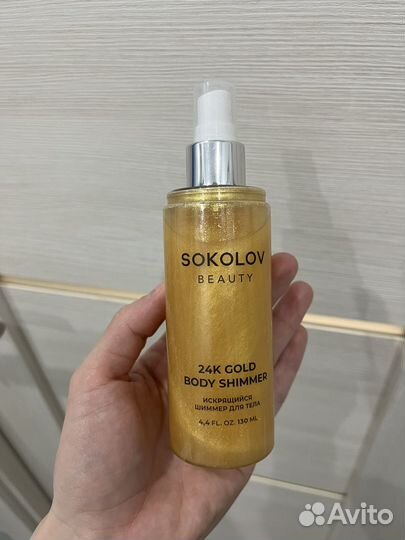 SOKOLOV
BEAUTY
24K GOLD
BODY SHIMMER
ИСКРЯЩИЙСЯ
ШИММЕР ДЛЯ ТЕЛА
4,4 FL. OZ. 130 ML
Avito